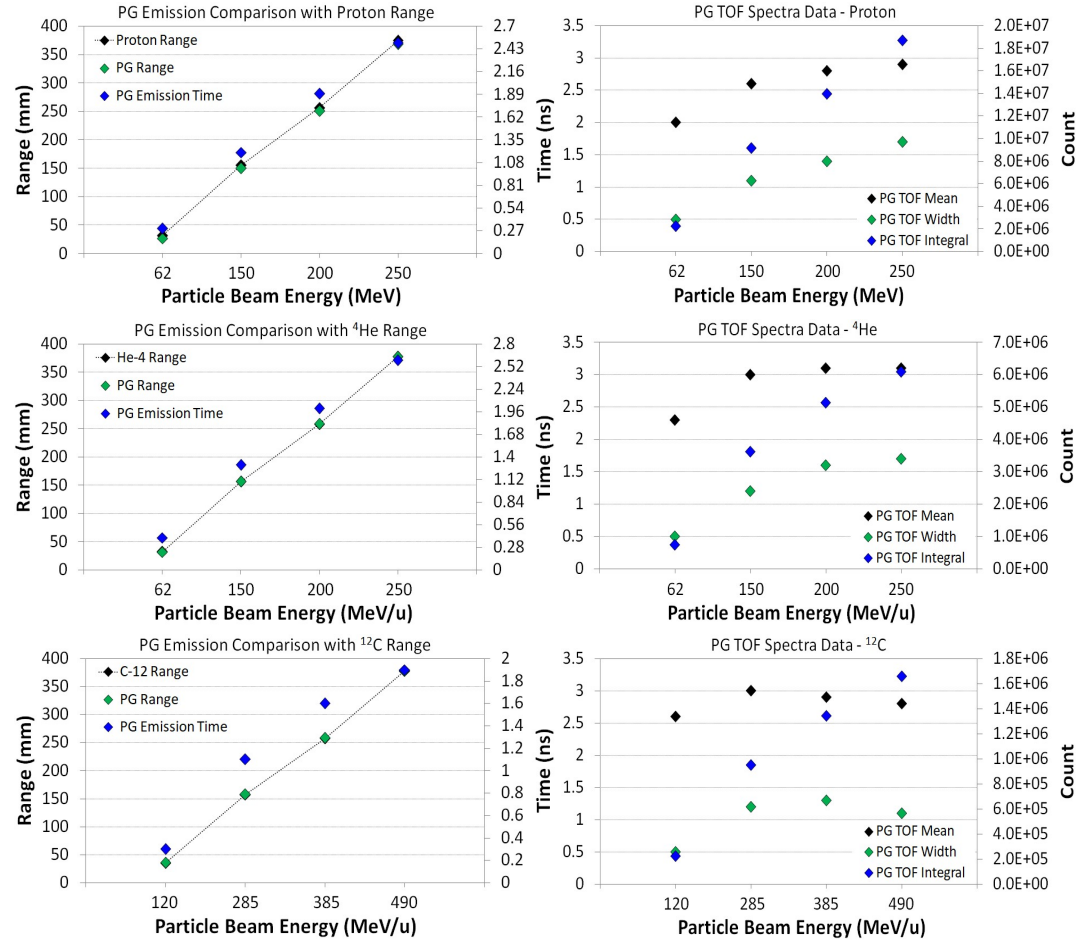 PG Emission Comparison with Proton Range
400
350
300
250
200
150
100
50
0
Range (mm)
Proton Range
PG Range
PG Emission Time
2.7
2.43
2.16
1.89
1.62
1.35
1.08
0.81
0.54
0.27
0
Time (ns)
62 150 200 250
Particle Beam Energy (MeV)
PG TOF Spectra Data - Proton
3.5
3
2.5
2
1.5
1
0.5
0
PG TOF Mean
PG TOF Width
PG TOF Integral
2.0E+07
1.8E+07
1.6E+07
1.4E+07
1.2E+07
1.0E+07
8.0E+06
6.0E+06
4.0E+06
2.0E+06
0.0E+00
Count
62 150 200 250
Particle Beam Energy (MeV)
PG Emission Comparison with ⁴He Range
400
350
300
250
200
150
100
50
0
Range (mm)
He-4 Range
PG Range
PG Emission Time
2.8
2.52
2.24
1.96
1.68
1.4
1.12
0.84
0.56
0.28
0
Time (ns)
62 150 200 250
Particle Beam Energy (MeV/u)
PG TOF Spectra Data - ⁴He
3.5
3
2.5
2
1.5
1
0.5
0
PG TOF Mean
PG TOF Width
PG TOF Integral
7.0E+06
6.0E+06
5.0E+06
4.0E+06
3.0E+06
2.0E+06
1.0E+06
0.0E+00
Count
62 150 200 250
Particle Beam Energy (MeV/u)
PG Emission Comparison with ¹²C Range
400
350
300
250
200
150
100
50
0
Range (mm)
C-12 Range
PG Range
PG Emission Time
2
1.8
1.6
1.4
1.2
1
0.8
0.6
0.4
0.2
0
Time (ns)
120 285 385 490
Particle Beam Energy (MeV/u)
PG TOF Spectra Data - ¹²C
3.5
3
2.5
2
1.5
1
0.5
0
PG TOF Mean
PG TOF Width
PG TOF Integral
1.8E+06
1.6E+06
1.4E+06
1.2E+06
1.0E+06
8.0E+05
6.0E+05
4.0E+05
2.0E+05
0.0E+00
Count
120 285 385 490
Particle Beam Energy (MeV/u)